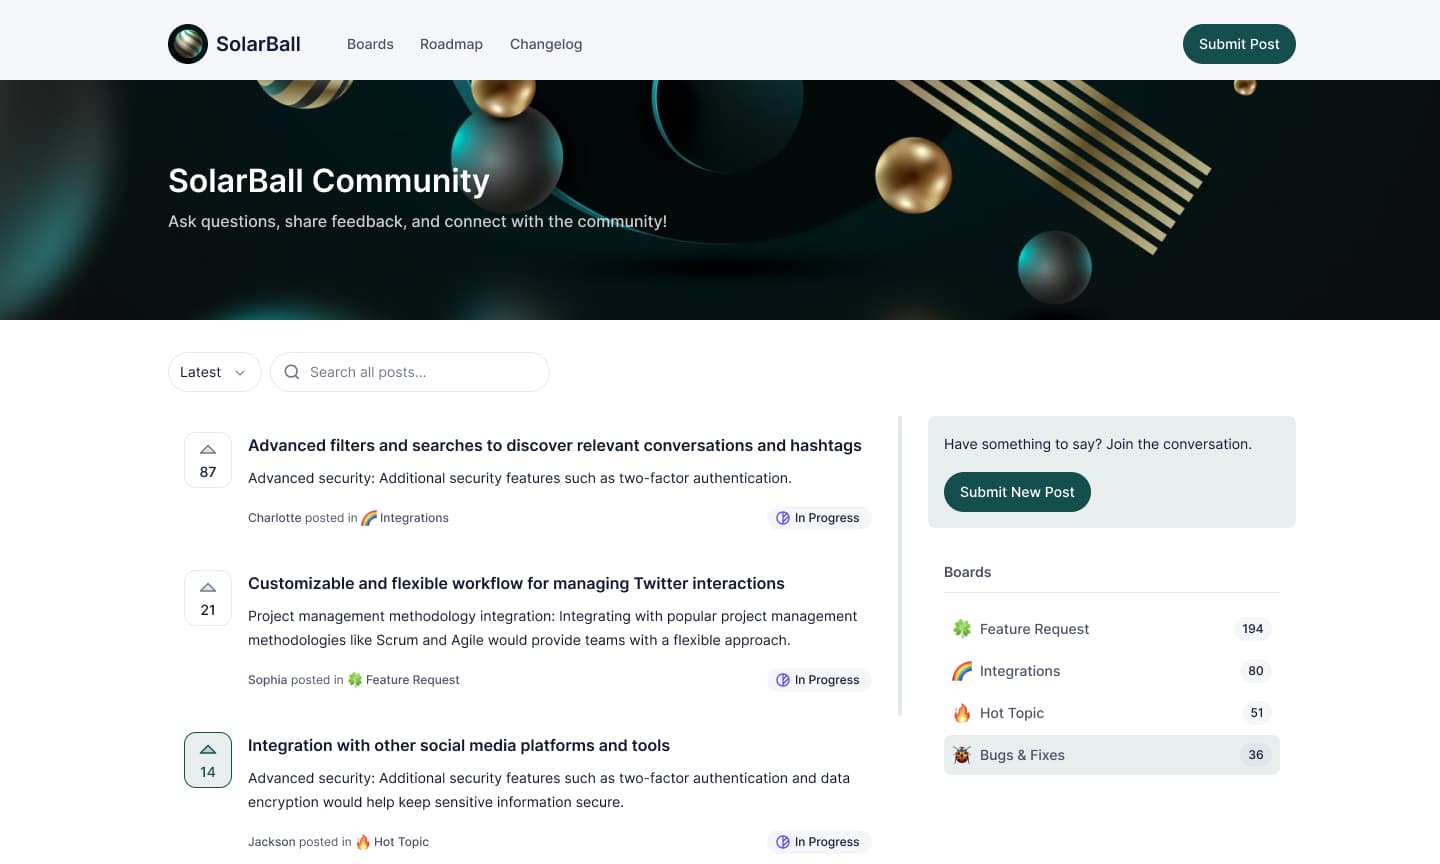 SolarBall
Boards
Roadmap
Changelog
Submit Post
SolarBall Community
Ask questions, share feedback, and connect with the community!
Latest
Search all posts...
87
Advanced filters and searches to discover relevant conversations and hashtags
Advanced security: Additional security features such as two-factor authentication.
Charlotte posted in 🌈 Integrations
In Progress
21
Customizable and flexible workflow for managing Twitter interactions
Project management methodology integration: Integrating with popular project management
methodologies like Scrum and Agile would provide teams with a flexible approach.
Sophia posted in 🍀 Feature Request
In Progress
14
Integration with other social media platforms and tools
Advanced security: Additional security features such as two-factor authentication and data
encryption would help keep sensitive information secure.
Jackson posted in 🔥 Hot Topic
In Progress
Have something to say? Join the conversation.
Submit New Post
Boards
🍀 Feature Request 194
🌈 Integrations 80
🔥 Hot Topic 51
🐞 Bugs & Fixes 36